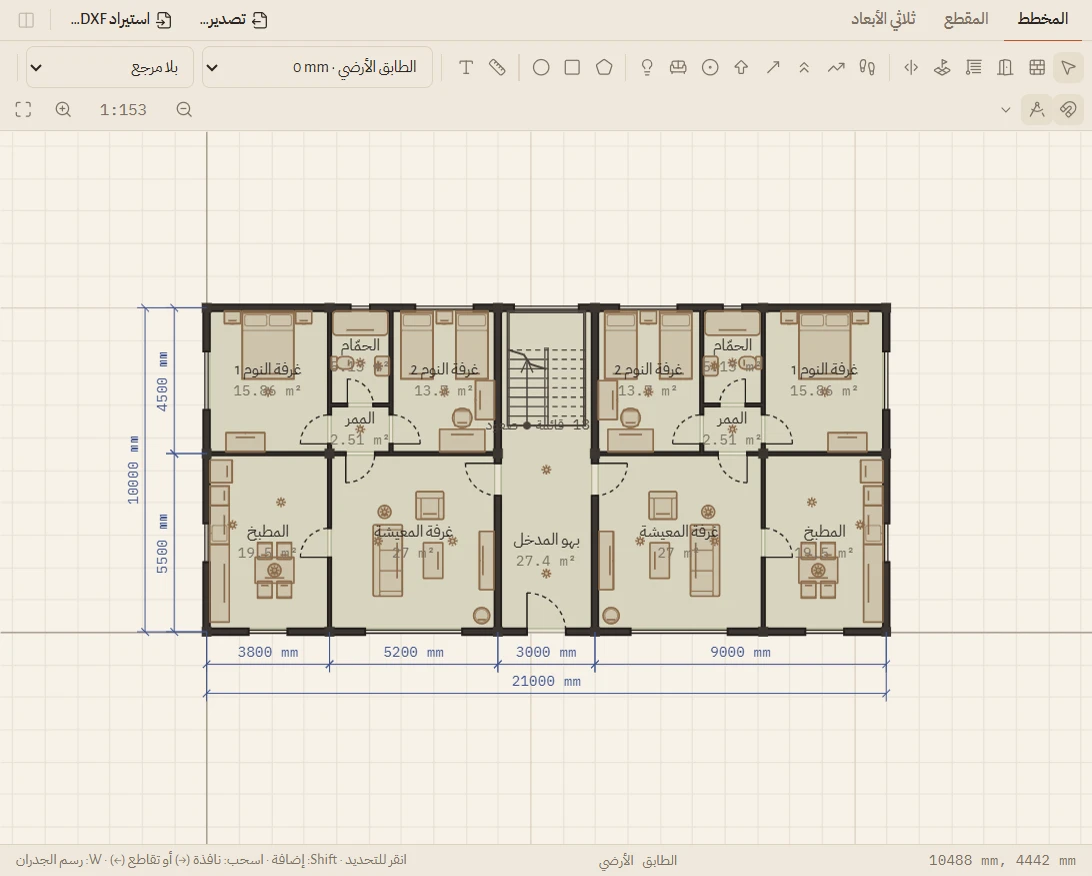 المخطط
المقطع
ثلاثي الأبعاد
تصدير...
استيراد DXF...
الطابق الأرضي · 0 mm
بلا مرجع
1:153
غرفة النوم 1
15.86 m²
الحمّام
الممر
2.51 m²
غرفة النوم 2
غرفة النوم 2
الحمّام
الممر
2.51 m²
غرفة النوم 1
15.86 m²
المطبخ
غرفة المعيشة
27 m²
بهو المدخل
27.4 m²
غرفة المعيشة
27 m²
المطبخ
4500 mm
10000 mm
5500 mm
3800 mm
5200 mm
3000 mm
9000 mm
21000 mm
انقر للتحديد · Shift: إضافة · اسحب: نافذة (→) أو تقاطع (←) · W: رسم الجدران
الطابق الأرضي
10488 mm, 4442 mm